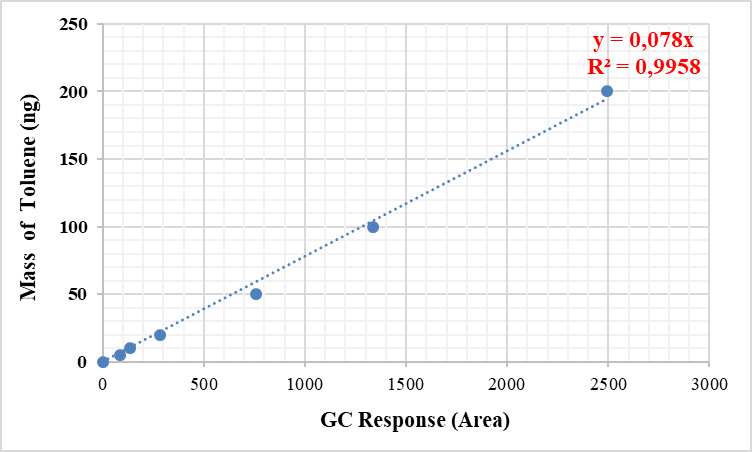 y = 0,078x
R² = 0,9958
250
200
150
100
50
0
Mass of Toluene (ng)
0 500 1000 1500 2000 2500 3000
GC Response (Area)